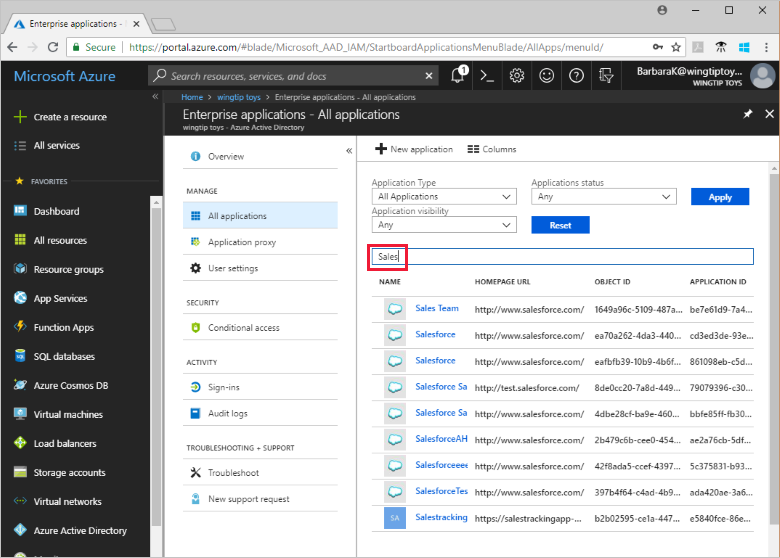 Enterprise applications -
Secure https://portal.azure.com/#blade/Microsoft_AAD_IAM/StartboardApplicationsMenuBlade/AllApps/menuId/
Microsoft Azure
Search resources, services, and docs
1
BarbaraK@wingtiptoy...
WINGTIP TOYS
Create a resource
All services
FAVORITES
Dashboard
All resources
Resource groups
App Services
Function Apps
SQL databases
Azure Cosmos DB
Virtual machines
Load balancers
Storage accounts
Virtual networks
Azure Active Directory
Home > wingtip toys > Enterprise applications - All applications
Enterprise applications - All applications
wingtip toys - Azure Active Directory
Overview
MANAGE
All applications
Application proxy
User settings
SECURITY
Conditional access
ACTIVITY
Sign-ins
Audit logs
TROUBLESHOOTING + SUPPORT
Troubleshoot
New support request
New application Columns
Application Type Applications status
All Applications Any Apply
Application visibility
Any Reset
Sales
NAME HOMEPAGE URL OBJECT ID APPLICATION ID
Sales Team http://www.salesforce.com/ 1649a96c-5109-487a... be7e61d9-7a4...
Salesforce http://www.salesforce.com/ ea70a262-4da3-440... cd3ed3de-93e...
Salesforce http://www.salesforce.com/ eafbfb39-10b9-4b6f... 861098eb-c5d...
Salesforce Sa http://test.salesforce.com/ 8de0cc20-7a8d-449... 79079396-c30...
Salesforce Sa http://www.salesforce.com/ 4dbe28cf-ba9e-460... bbfe85ff-fb30...
SalesforceAH http://www.salesforce.com/ 2b479c6b-cee0-454... ae2a76cb-5df...
Salesforceeee http://www.salesforce.com/ 42f8ada5-ccef-4397... 5c375831-b93...
SalesforceTes http://www.salesforce.com/ 397b4f64-c4ad-4b9... ada420ae-3a6...
SA Salestracking https://salestrackingapp-... b2b02595-ce1a-447... e5840fce-86e...